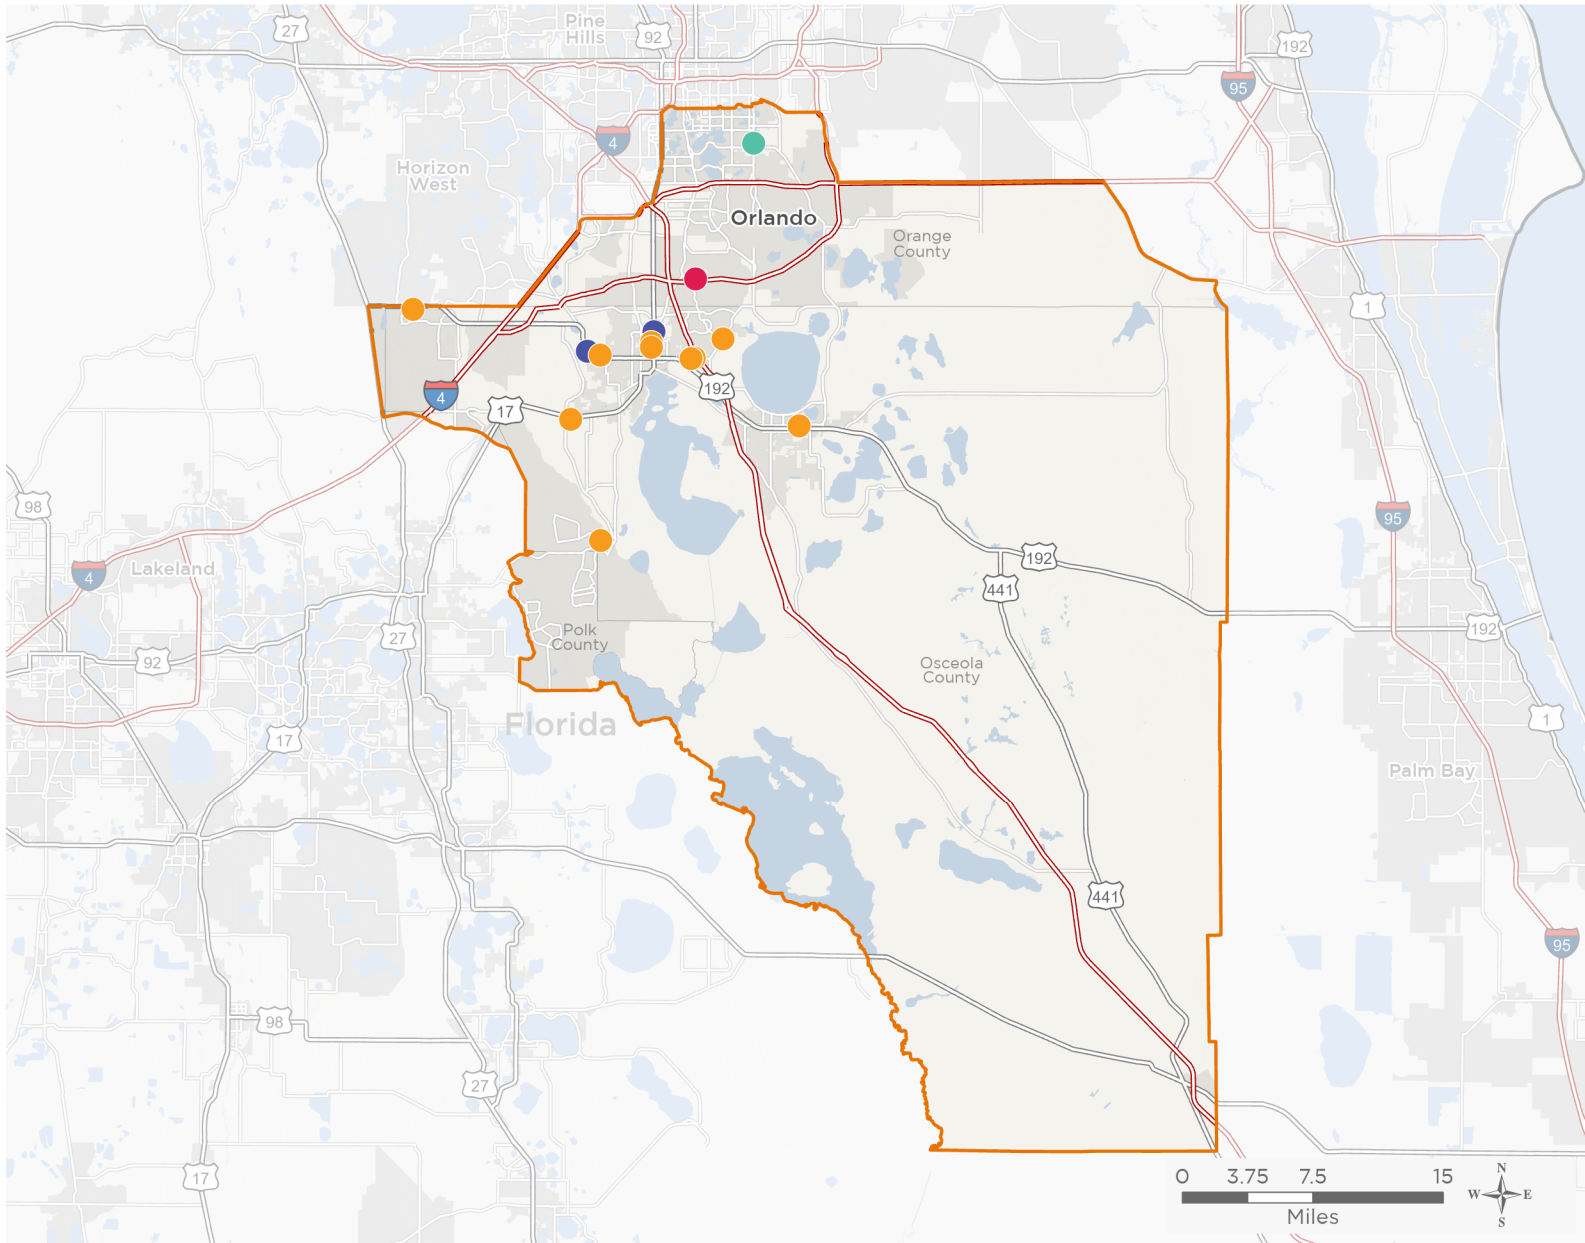 27
Pine
Hills
92
192
95
4
Horizon
West
Orlando
Orange
County
1
4
192
17
98
95
192
441
4
Lakeland
27
92
Polk
County
192
Osceola
County
Florida
17
1
Palm Bay
441
95
98
27
17
0 3.75 7.5 15
Miles
N
W E
S